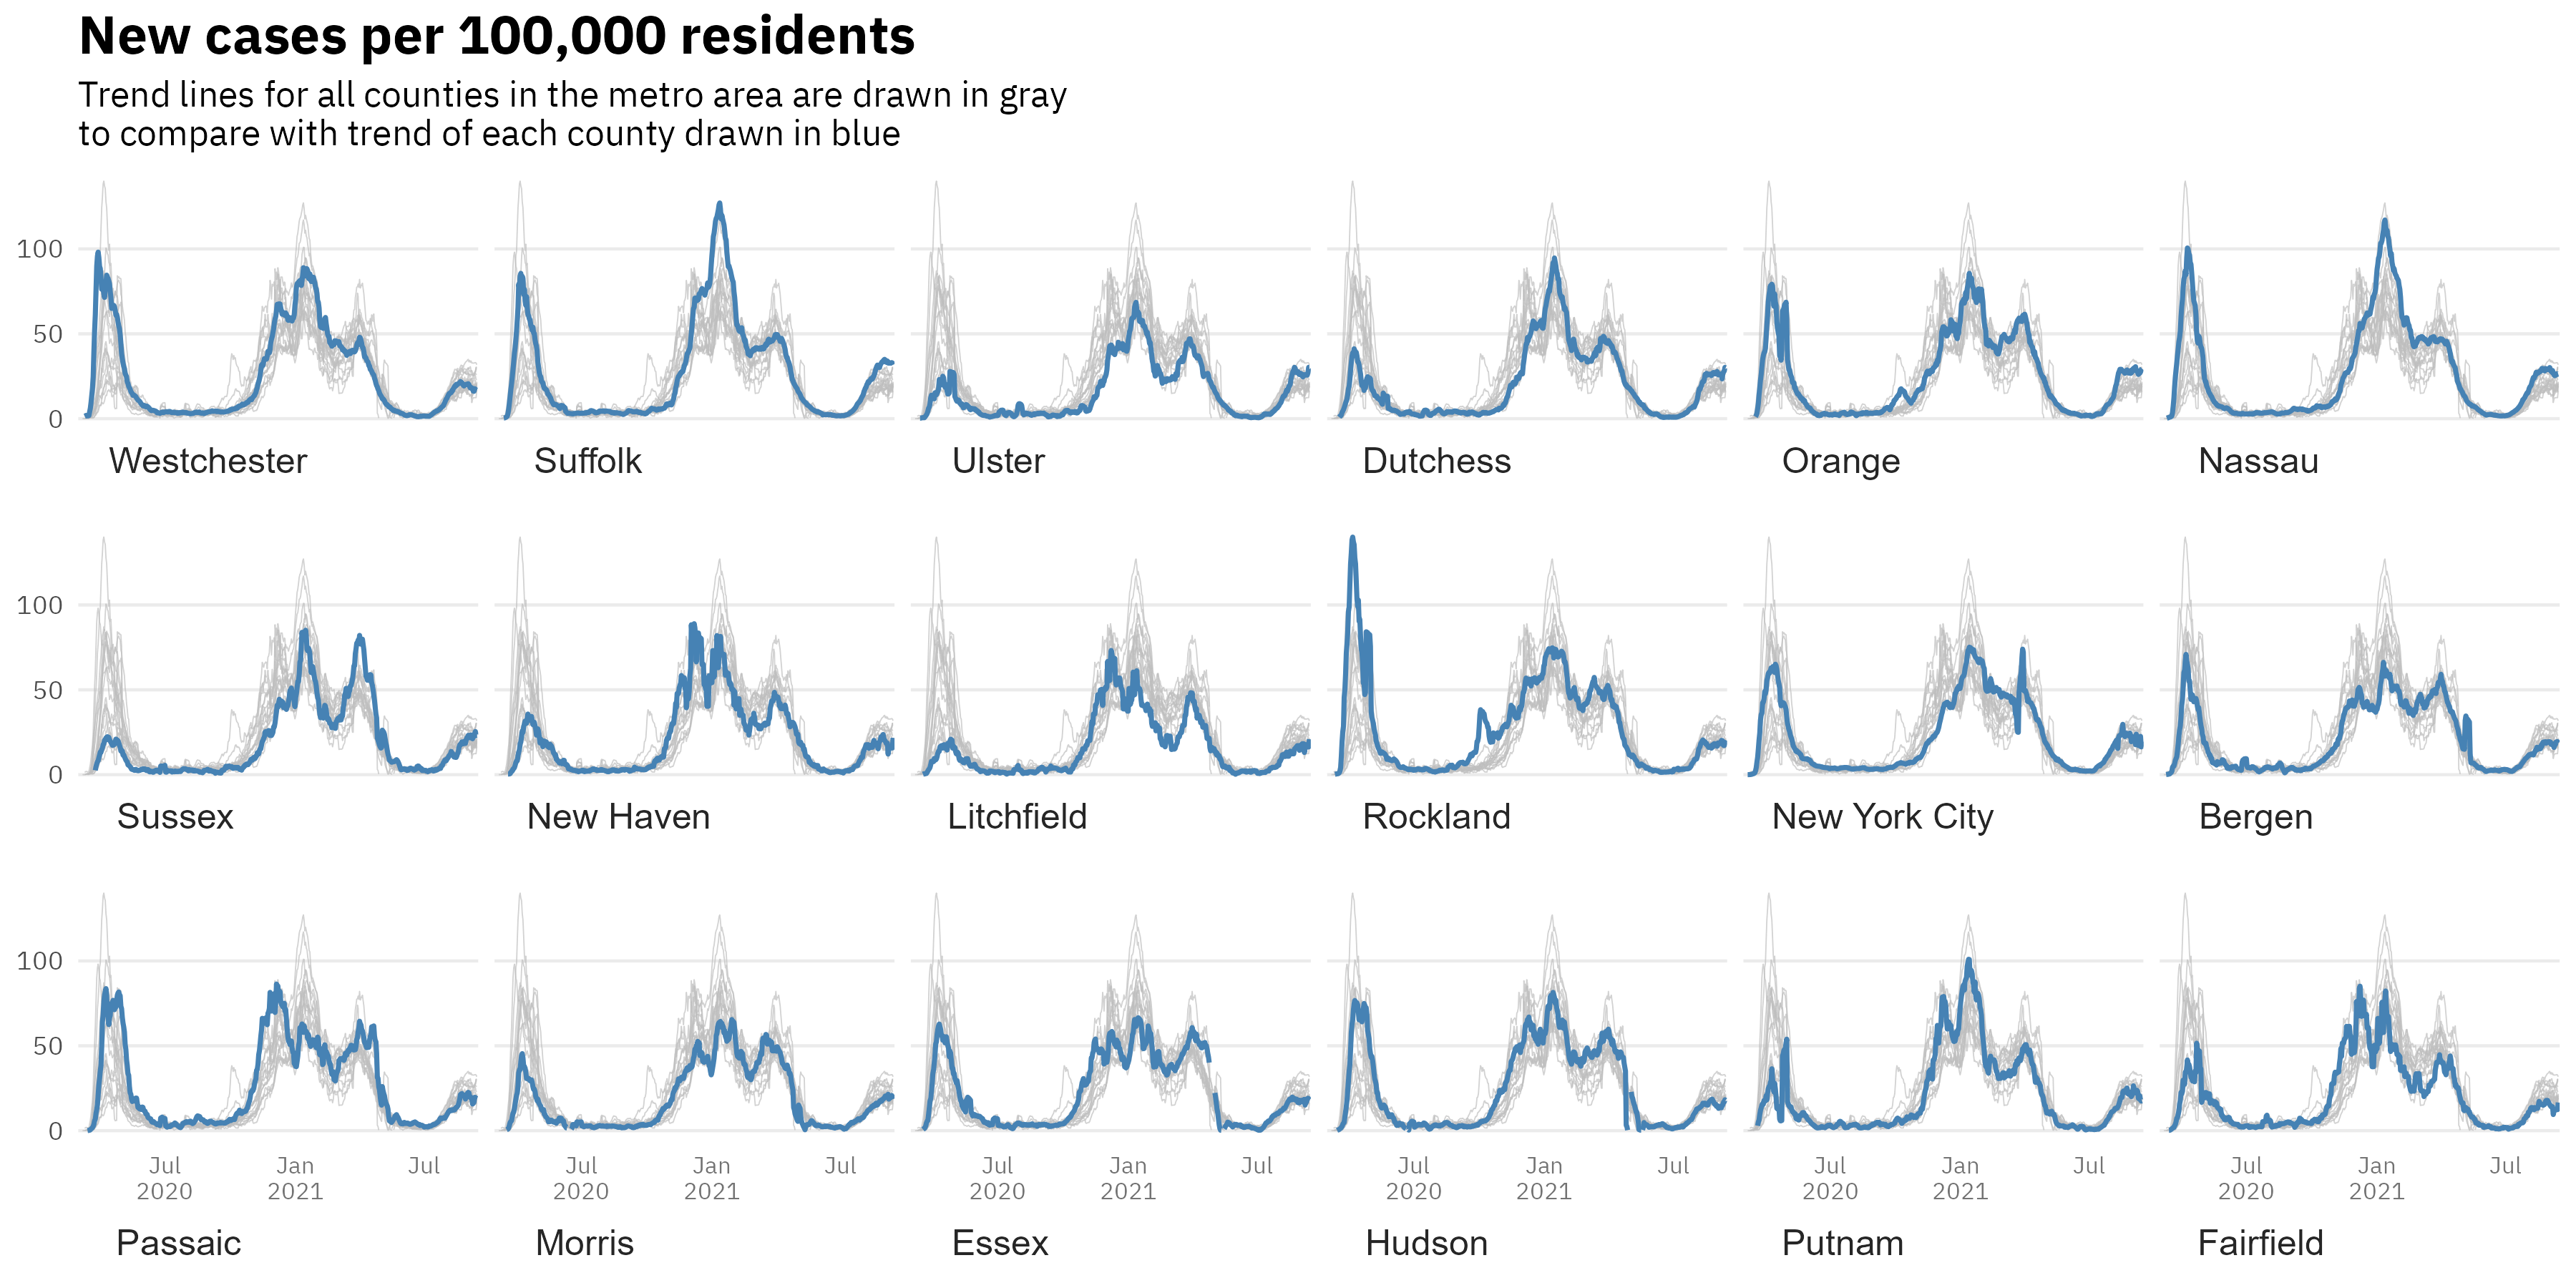 New cases per 100,000 residents
Trend lines for all counties in the metro area are drawn in gray
to compare with trend of each county drawn in blue
100
50
0
Westchester Suffolk Ulster Dutchess Orange Nassau
100
50
0
Sussex New Haven Litchfield Rockland New York City Bergen
100
50
0
Jul Jan Jul Jul Jan Jul Jul Jan Jul Jul Jan Jul Jul Jan Jul Jul Jan Jul
2020 2021 2020 2021 2020 2021 2020 2021 2020 2021 2020 2021
Passaic Morris Essex Hudson Putnam Fairfield